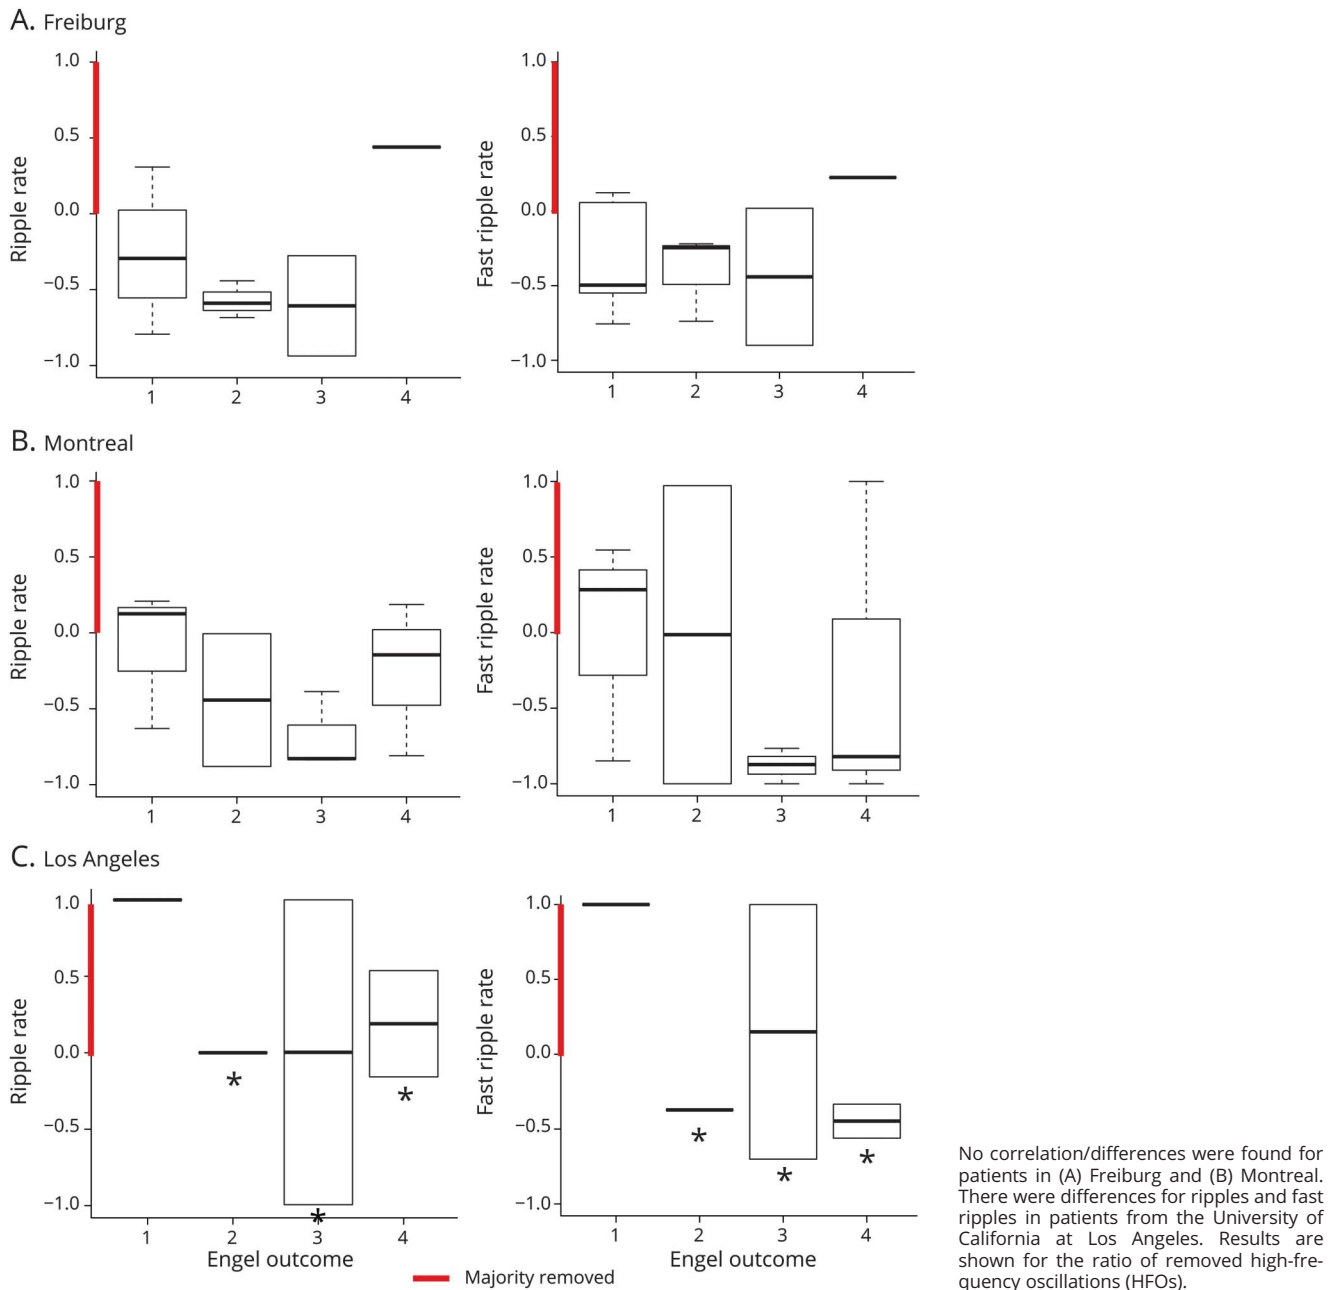 A. Freiburg
1.0
0.5
0.0
−0.5
−1.0
Ripple rate
1 2 3 4
1.0
0.5
0.0
−0.5
−1.0
Fast ripple rate
1 2 3 4
B. Montreal
1.0
0.5
0.0
−0.5
−1.0
Ripple rate
1 2 3 4
1.0
0.5
0.0
−0.5
−1.0
Fast ripple rate
1 2 3 4
C. Los Angeles
1.0
0.5
0.0
−0.5
−1.0
Ripple rate
* * *
1 2 3 4
Engel outcome
1.0
0.5
0.0
−0.5
−1.0
Fast ripple rate
* * *
1 2 3 4
Engel outcome
Majority removed
No correlation/differences were found for
patients in (A) Freiburg and (B) Montreal.
There were differences for ripples and fast
ripples in patients from the University of
California at Los Angeles. Results are
shown for the ratio of removed high-fre-
quency oscillations (HFOs).